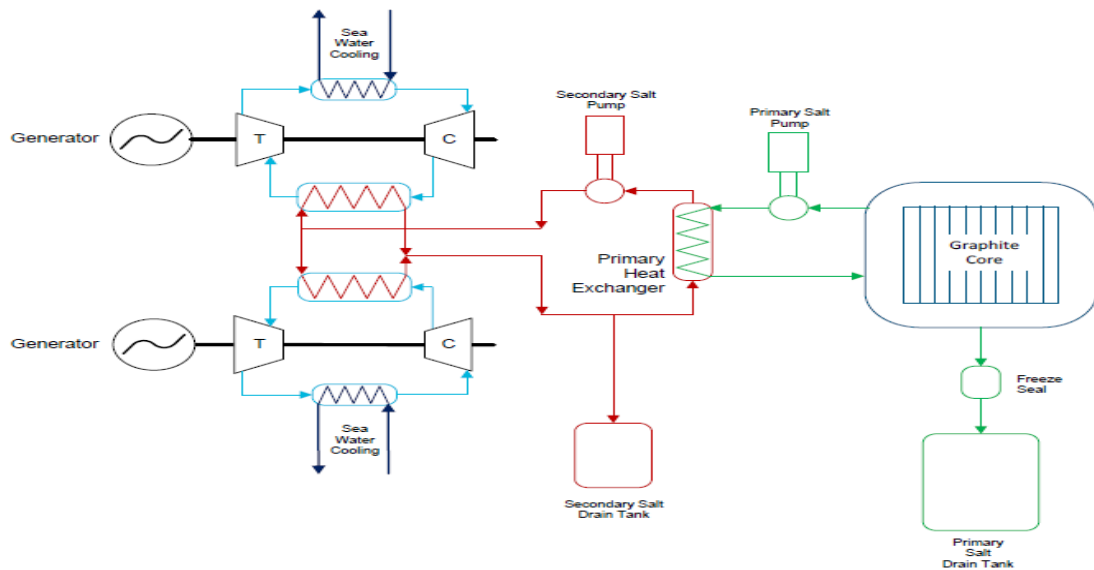 Sea
Water
Cooling
Generator
T
C
Secondary Salt
Pump
Primary Salt
Pump
Graphite
Core
Primary
Heat
Exchanger
Generator
T
C
Freeze
Seal
Sea
Water
Cooling
Secondary Salt
Drain Tank
Primary
Salt
Drain Tank